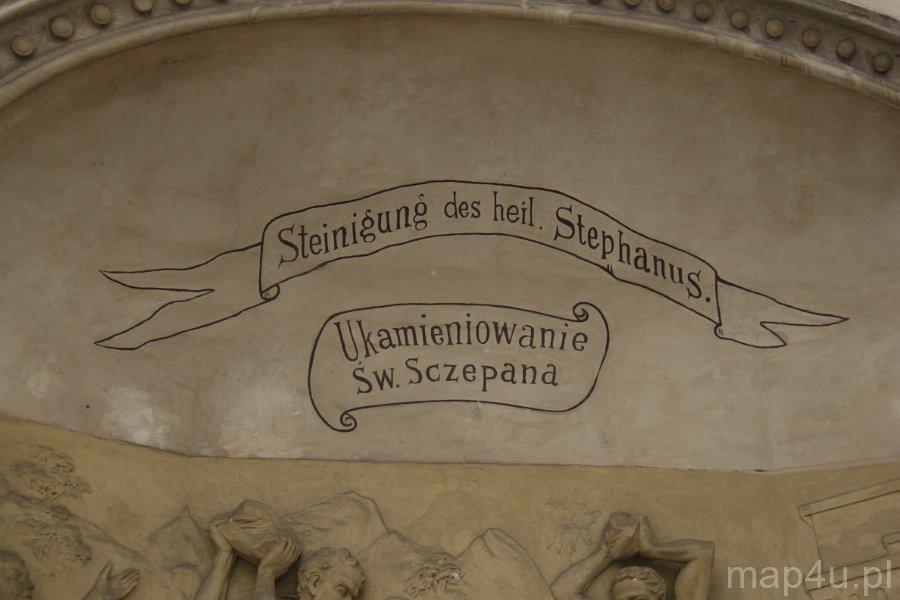 Steinigung des heil. Stephanus.
Ukamieniowanie
Św. Sczepana
map4u.pl